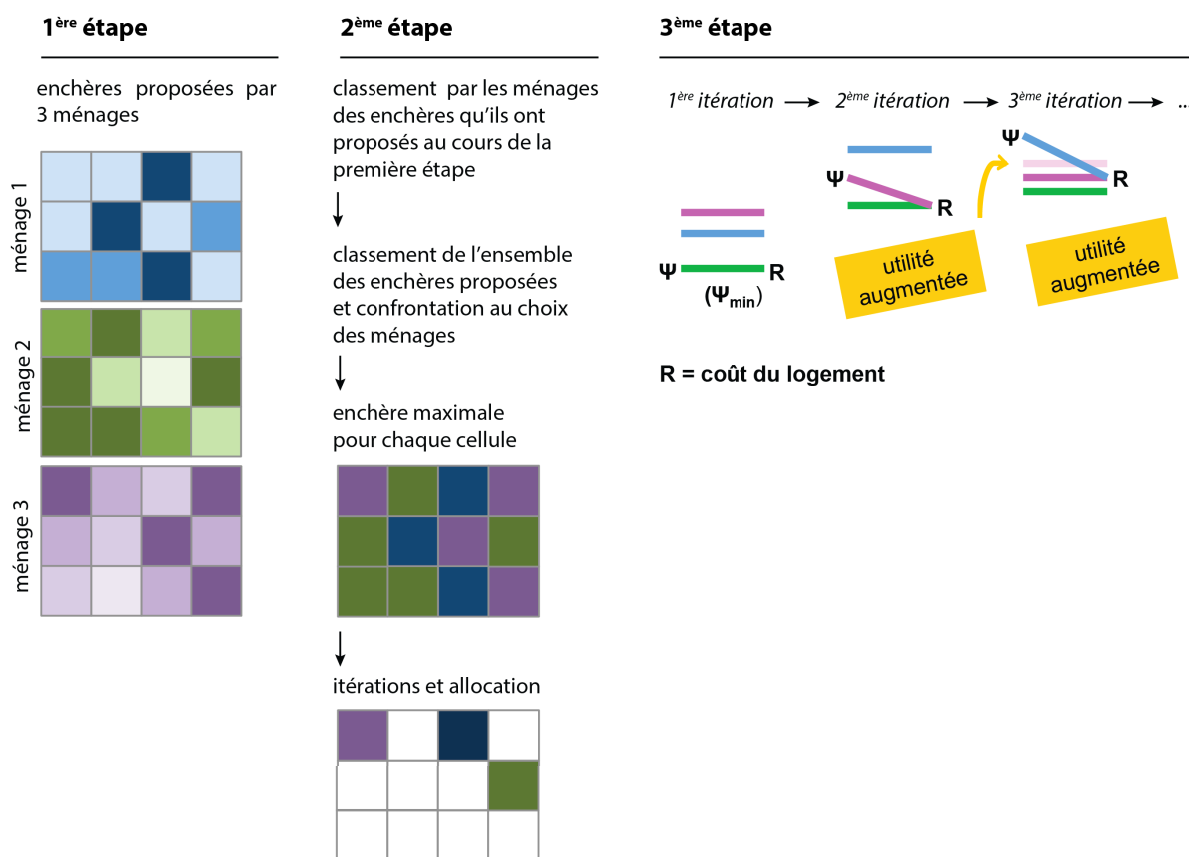 1ère étape
enchères proposées par
3 ménages
ménage 1
ménage 2
ménage 3
2ème étape
classement par les ménages
des enchères qu'ils ont
proposés au cours de la
première étape
classement de l'ensemble
des enchères proposées
et confrontation au choix
des ménages
enchère maximale
pour chaque cellule
itérations et allocation
3ème étape
1ère itération → 2ème itération → 3ème itération → ...
Ψ
R
(Ψmin)
Ψ
R
utilité
augmentée
Ψ
R
utilité
augmentée
R = coût du logement